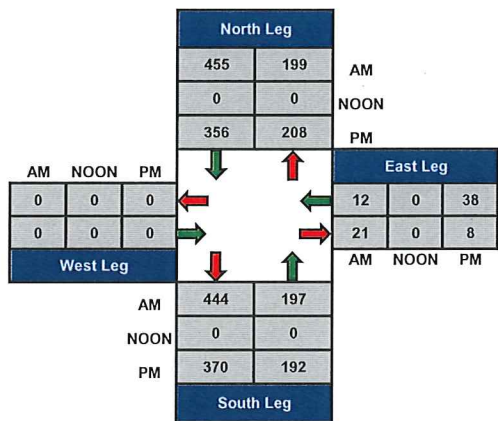 North Leg
455 199 AM
0 0 NOON
356 208 PM
AM NOON PM
0 0 0
0 0 0
West Leg
East Leg
12 0 38
21 0 8
AM NOON PM
AM 444 197
NOON 0 0
PM 370 192
South Leg